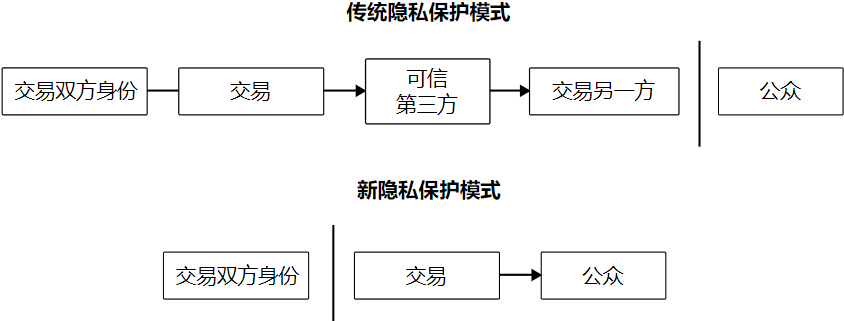 传统隐私保护模式
交易双方身份
交易
可信
第三方
交易另一方
公众
新隐私保护模式
交易双方身份
交易
公众